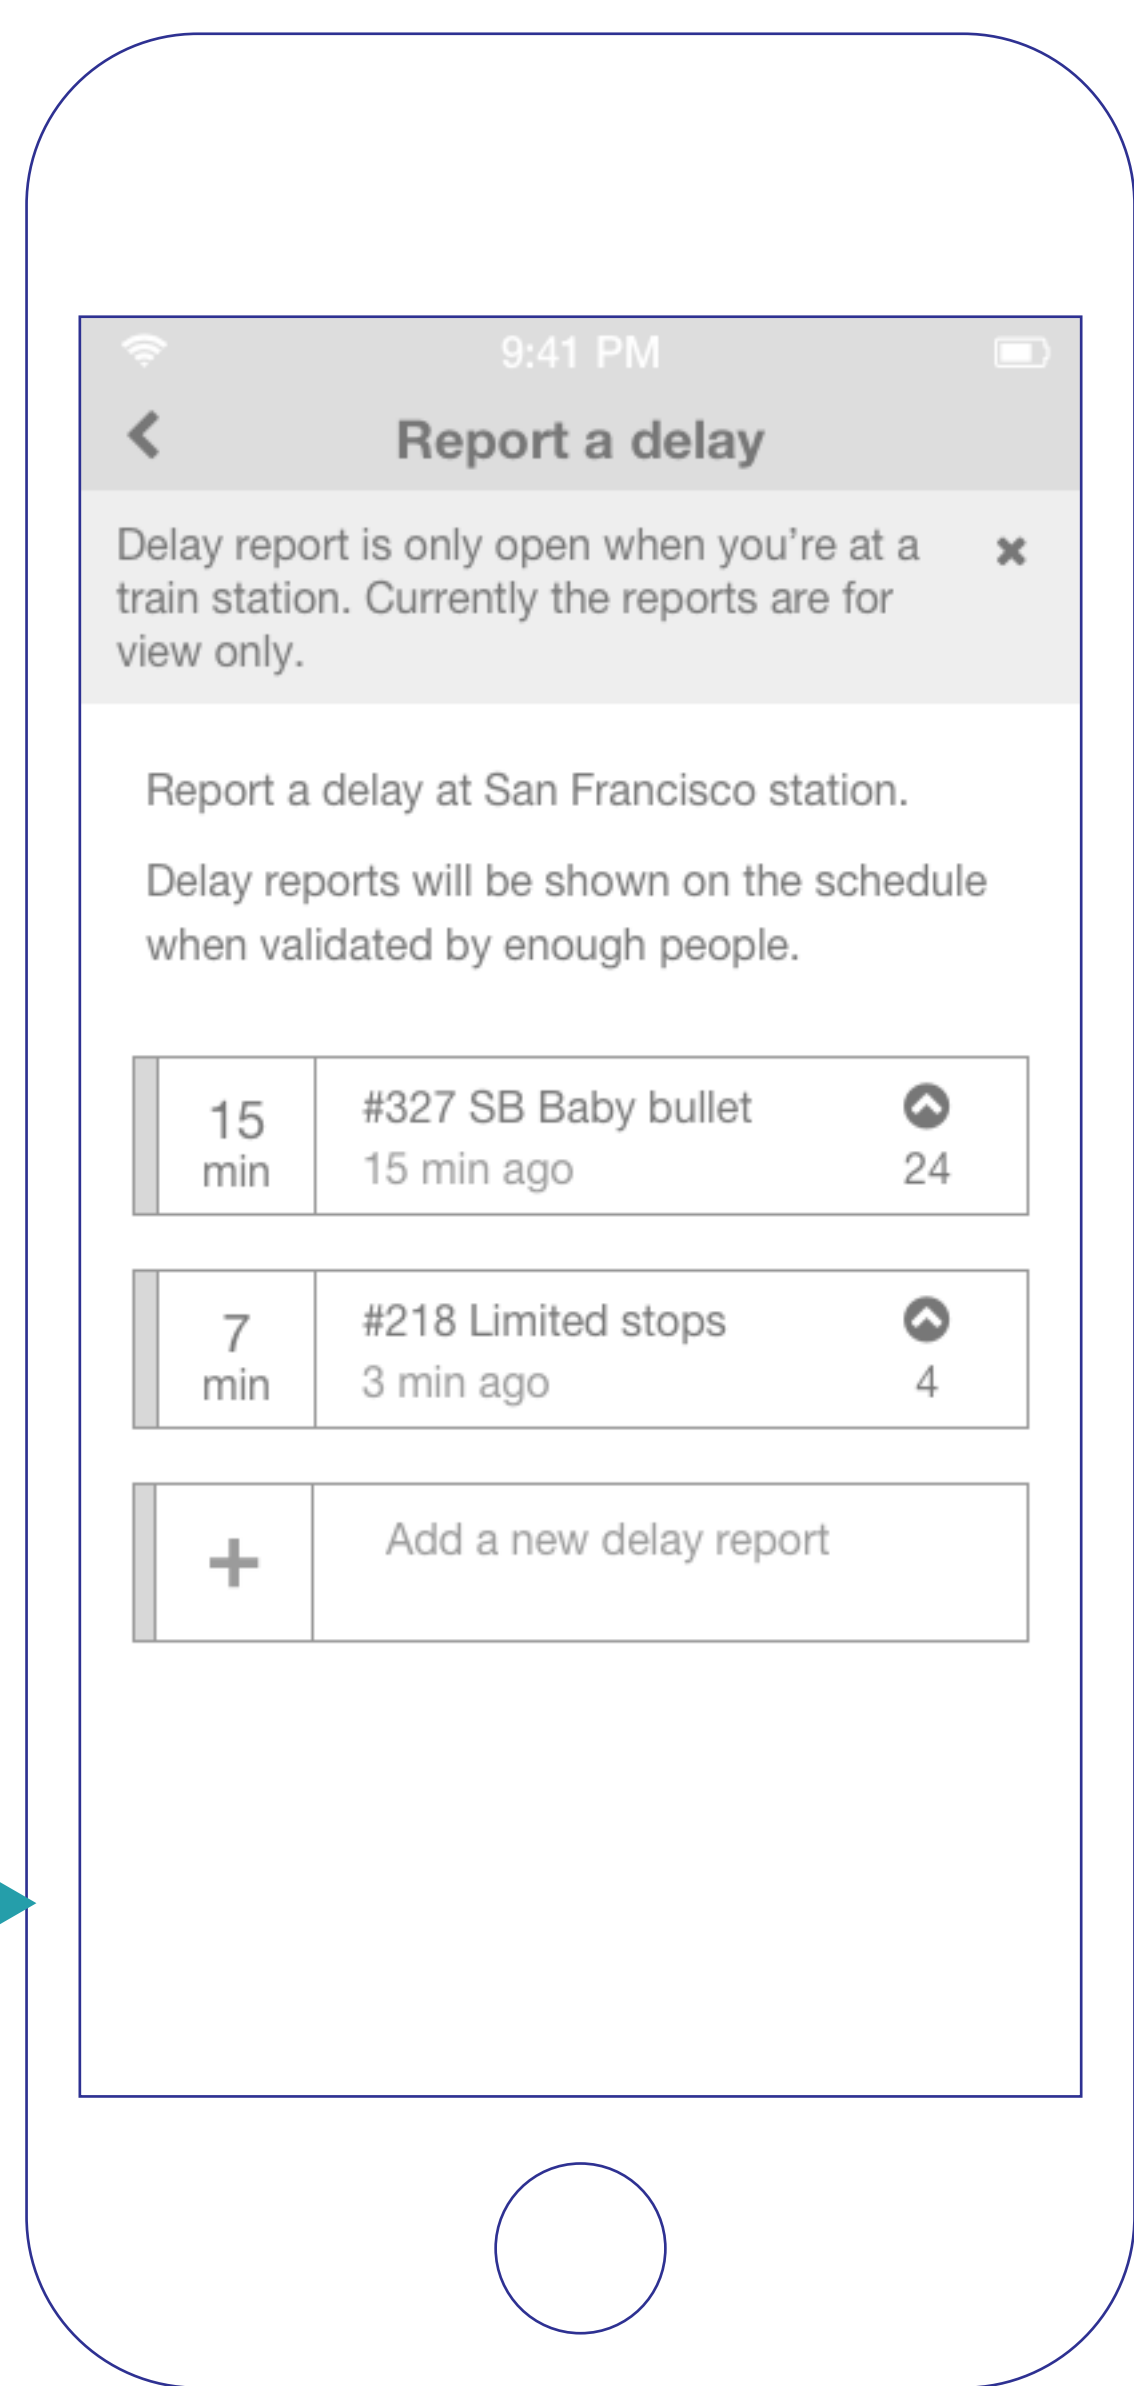 9:41 PM
Report a delay
Delay report is only open when you’re at a
train station. Currently the reports are for
view only.
Report a delay at San Francisco station.
Delay reports will be shown on the schedule
when validated by enough people.
15
min
#327 SB Baby bullet
15 min ago
24
7
min
#218 Limited stops
3 min ago
4
Add a new delay report